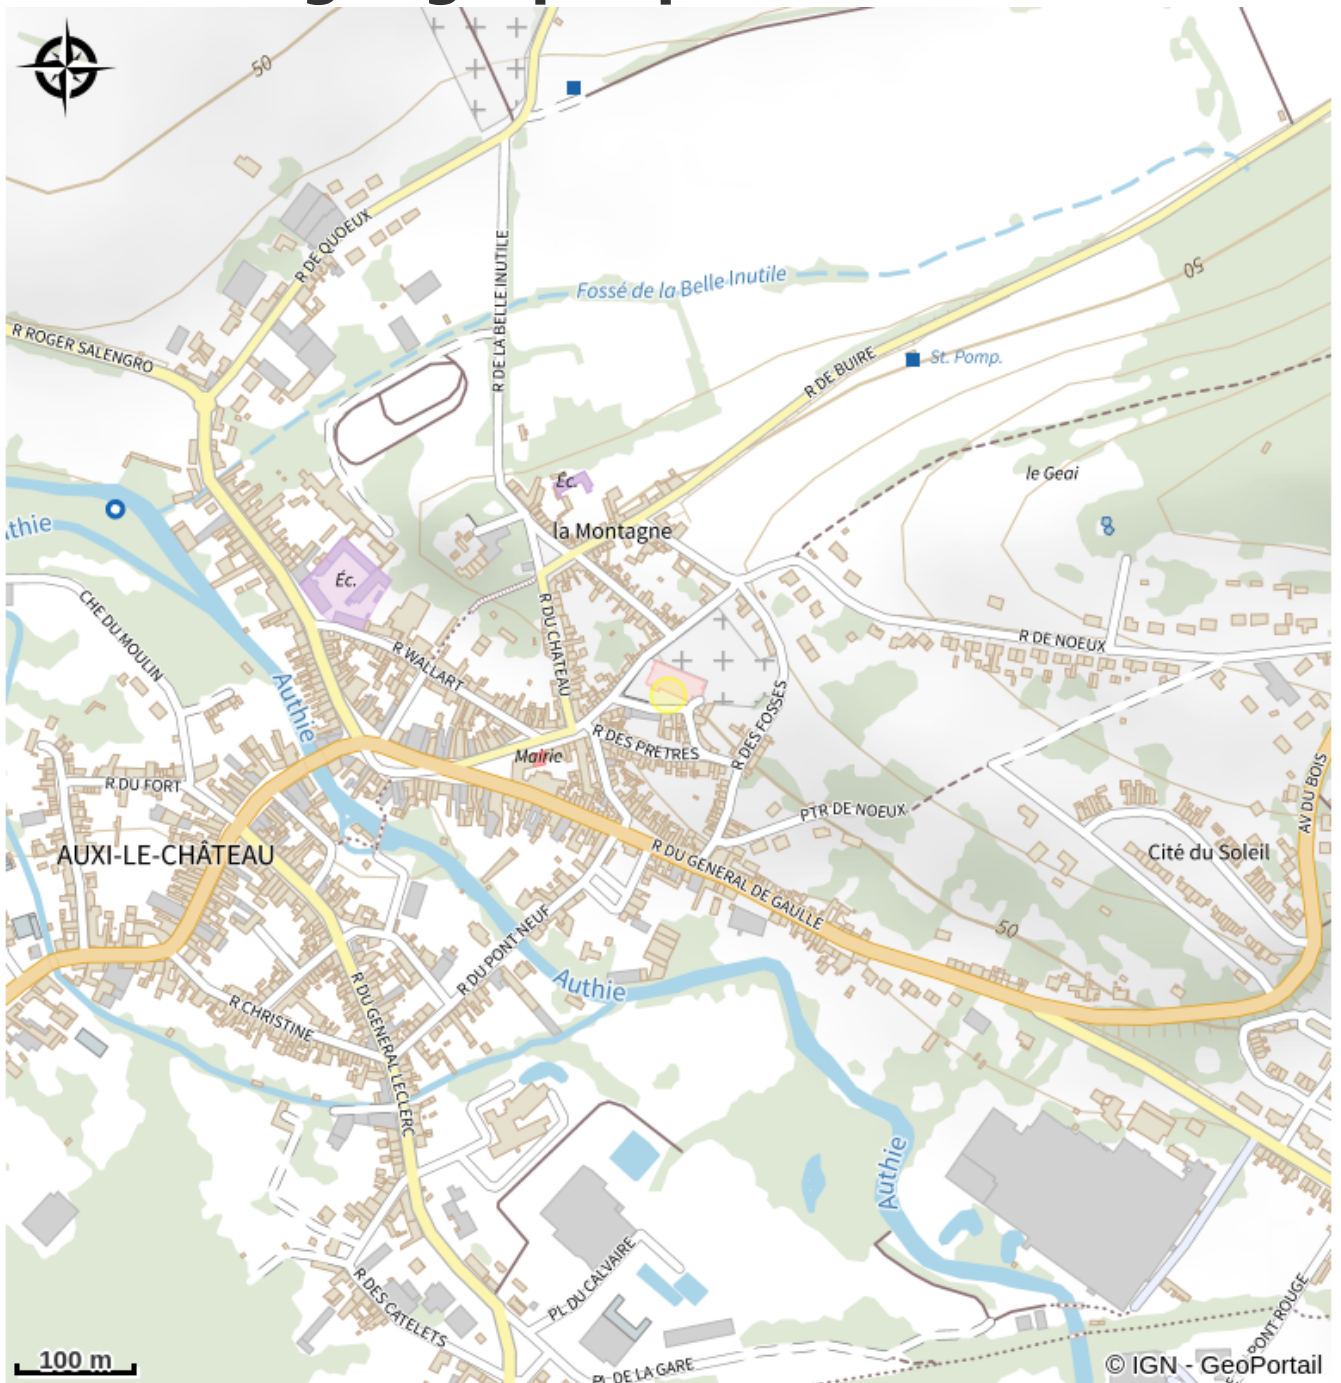 50
R DE QUOEUX
R DE LA BELLE INUTILE
Fossé de la Belle Inutile
50
R ROGER SALENGRO
R DE BUIRE
St. Pomp.
le Geai
Éc.
la Montagne
Éc.
CHE DU MOULIN
R DU CHATEAU
R WALLART
R DE NOEUX
Authie
R DES FOSSES
R DES PRETRES
Mairie
R DU FORT
AV DU BOIS
PTR DE NOEUX
AUXI-LE-CHÂTEAU
Cité du Soleil
R DU GENERAL DE GAULLE
R DU PONT NEUF
50
Authie
R CHRISTINE
R DU GENERAL LECLERC
Authie
PL DU CALVAIRE
R DES CATELETS
PL DE LA GARE
PONT ROUGE
100 m
© IGN - GeoPortail